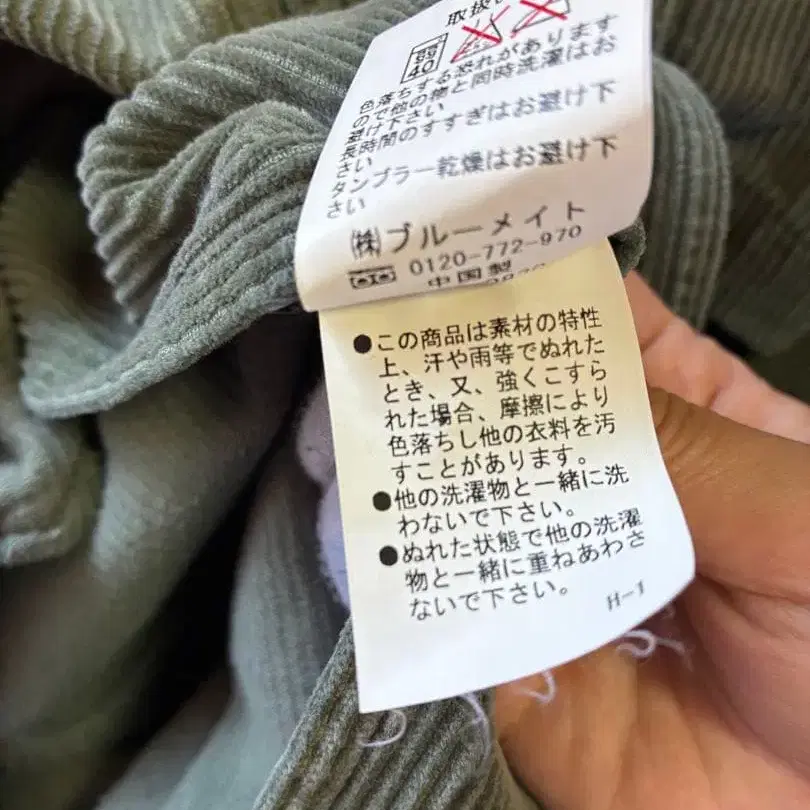 取扱い
弱
40
色落ちする恐れがあります
ので他の物と同時洗濯はお
避け下さい
長時間のすすぎはお避け下
さい
タンブラー乾燥はお避け下
さい
㈱ブルーメイト
0120-772-970
中国製
●この商品は素材の特性
上、汗や雨等でぬれた
とき、又、強くこすら
れた場合、摩擦により
色落ちし他の衣料を汚
すことがあります。
●他の洗濯物と一緒に洗
わないで下さい。
●ぬれた状態で他の洗濯
物と一緒に重ねあわさ
ないで下さい。
H-1